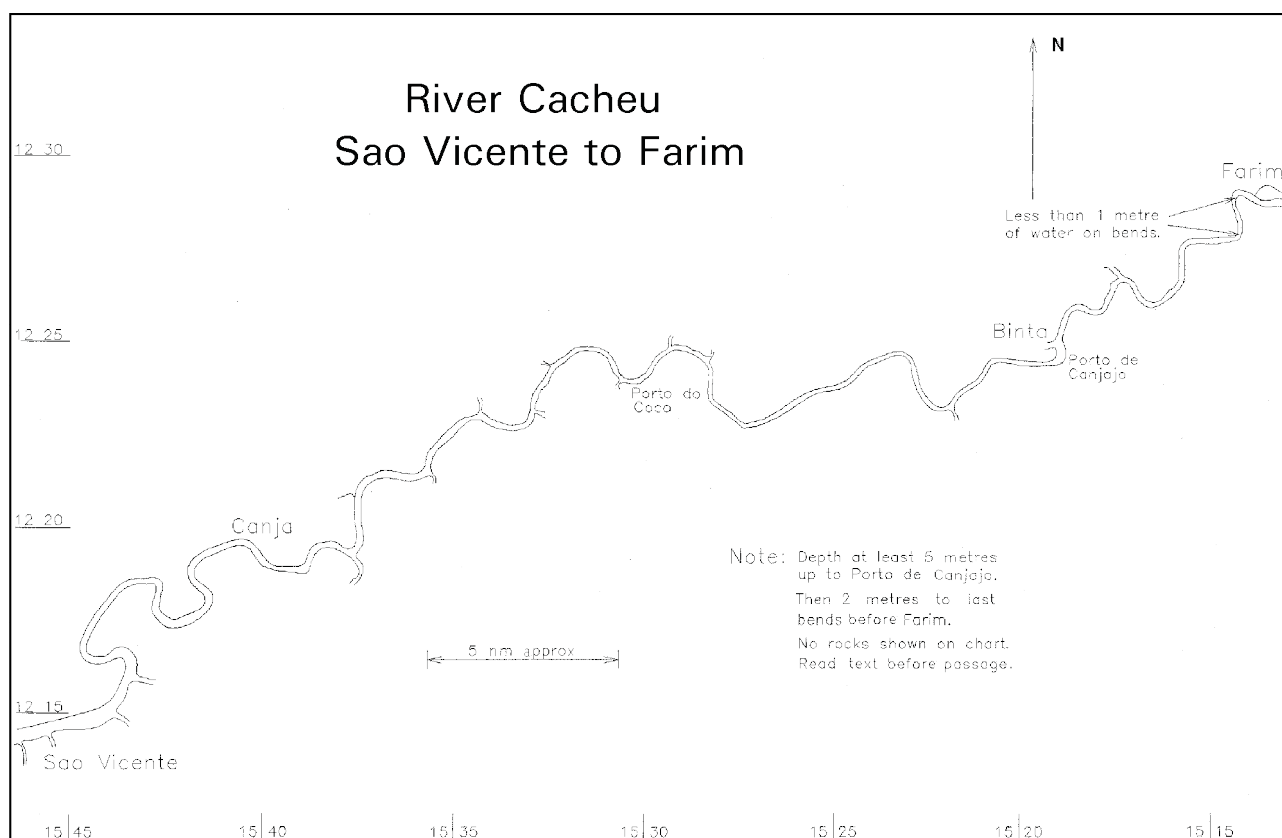 River Cacheu
Sao Vicente to Farim
N
12 30
Farim
Less than 1 metre
of water on bends.
12 25
Binta
Porto de
Canjaja
Porto do
Coco
12 20
Canja
Note: Depth at least 5 metres
up to Porto de Canjaja.
Then 2 metres to last
bends before Farim.
No rocks shown on chart.
Read text before passage.
5 nm approx
12 15
Sao Vicente
15 45
15 40
15 35
15 30
15 25
15 20
15 15